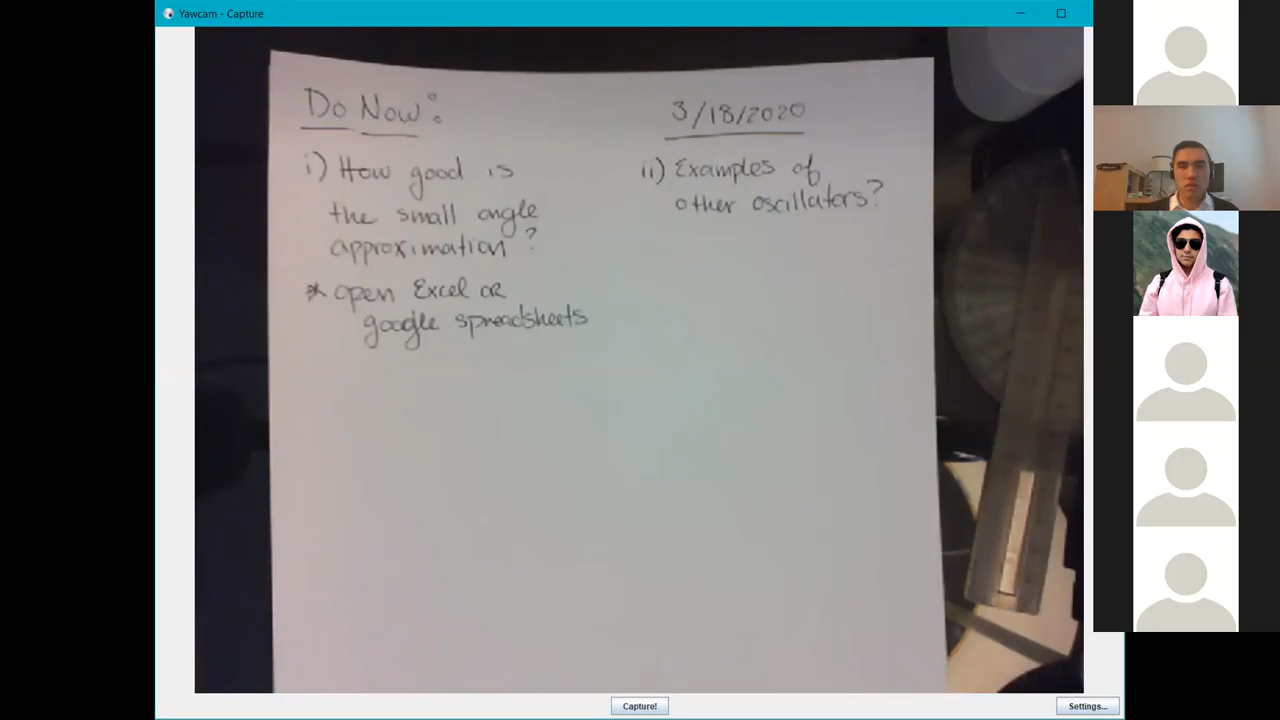 Yawcam - Capture
Do Now:
3/18/2020
i) How good is
the small angle
approximation?
* open Excel or
google spreadsheets
ii) Examples of
other oscillators?
Capture!
Settings...